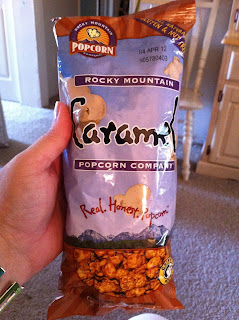 ROCKY MOUNTAIN
POPCORN
04 APR 12
ROCKY MOUNTAIN
Caramel
POPCORN COMPANY
Real. Honest. Popcorn.